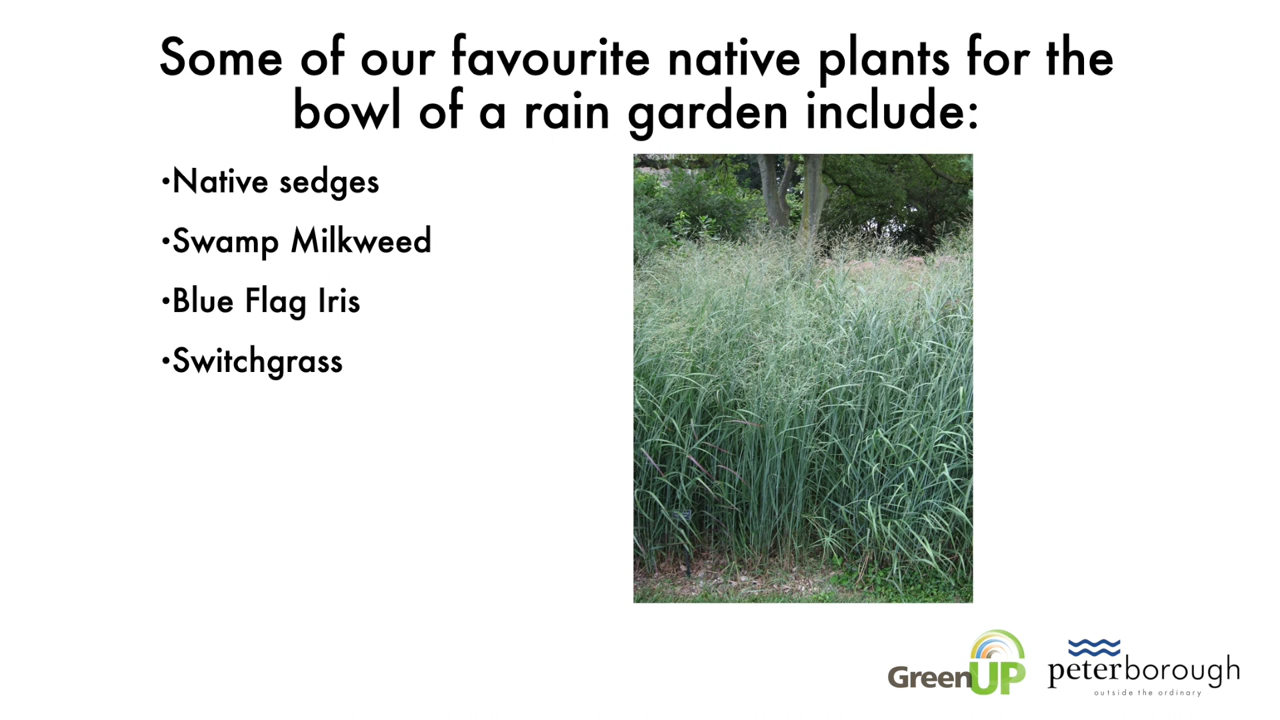 Some of our favourite native plants for the
bowl of a rain garden include:
•Native sedges
•Swamp Milkweed
•Blue Flag Iris
•Switchgrass
GreenUP
peterborough
outside the ordinary